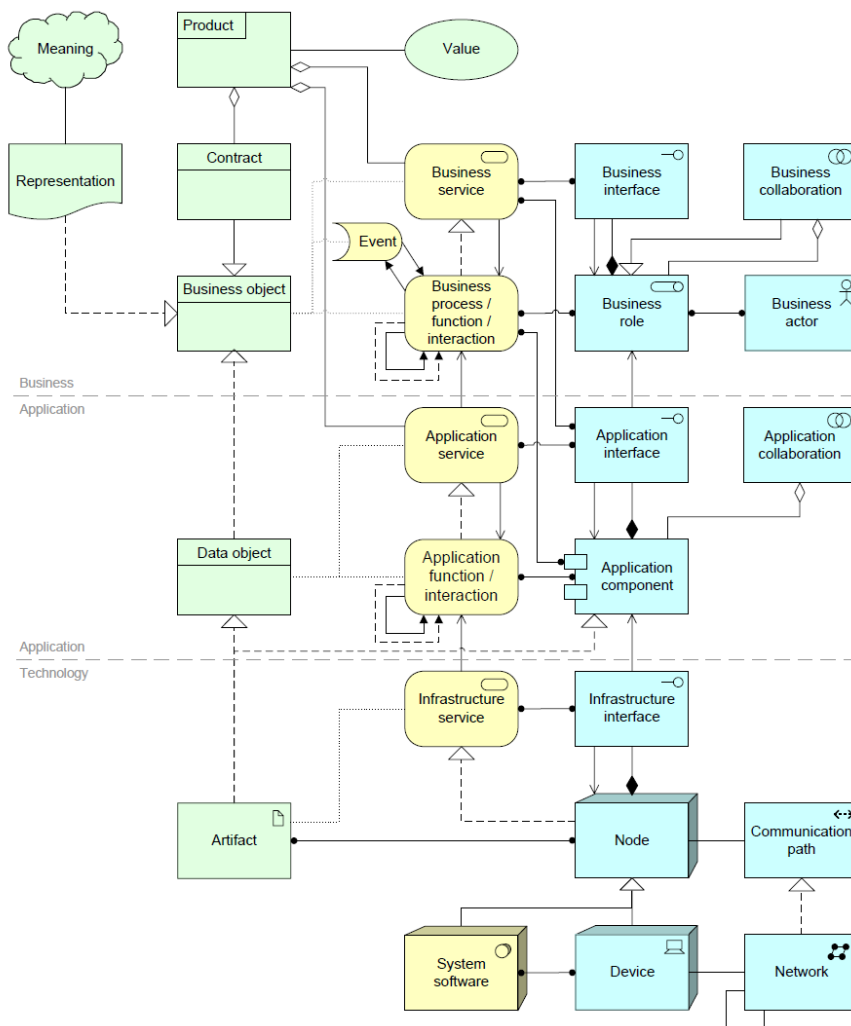 Product
Meaning
Value
Representation
Contract
Business
service
Business
interface
Business
collaboration
Event
Business object
Business
process /
function /
interaction
Business
role
Business
actor
Business
Application
Application
service
Application
interface
Application
collaboration
Data object
Application
function /
interaction
Application
component
Application
Technology
Infrastructure
service
Infrastructure
interface
Artifact
Node
Communication
path
System
software
Device
Network